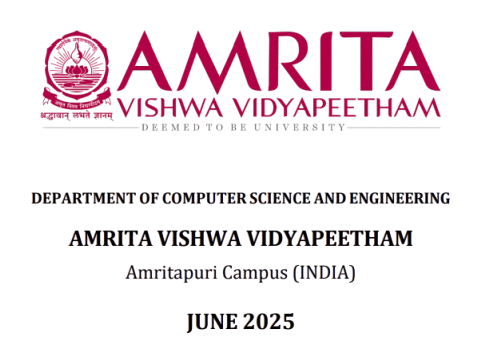 AMRITA
VISHWA VIDYAPEETHAM
DEEMED TO BE UNIVERSITY
श्रद्धावान् लभते ज्ञानम्
DEPARTMENT OF COMPUTER SCIENCE AND ENGINEERING
AMRITA VISHWA VIDYAPEETHAM
Amritapuri Campus (INDIA)
JUNE 2025